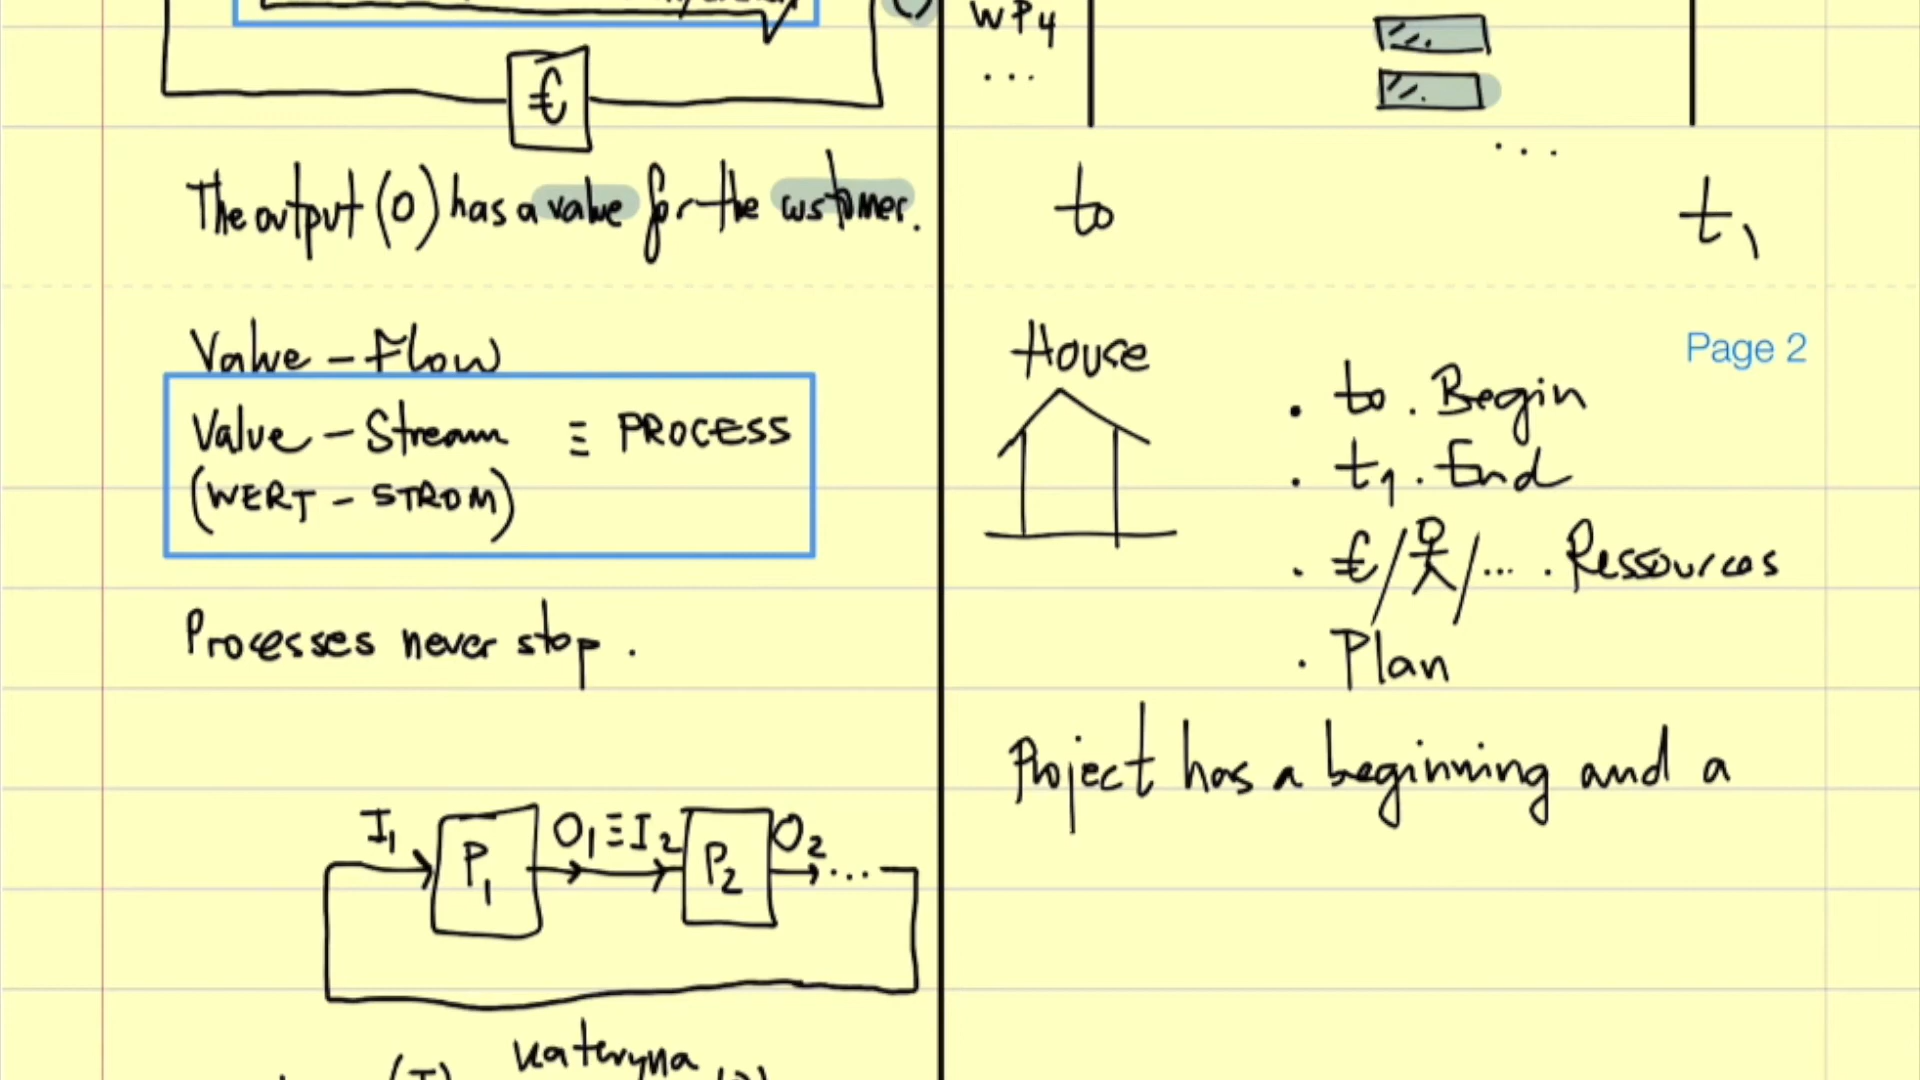 €
The output (O) has a value for the customer.
Value - Flow
Value - Stream ≡ PROCESS
(WERT - STROM)
Processes never stop.
I1 P1 O1 ≡ I2 P2 O2 ...
Kateryna
(I)
WP4
...
...
to t1
House
Page 2
. to . Begin
. t1 . End
. €/ / ... . Ressources
. Plan
Project has a beginning and a